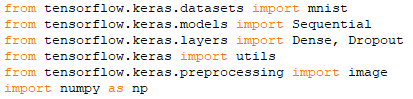 from tensorflow.keras.datasets import mnist
from tensorflow.keras.models import Sequential
from tensorflow.keras.layers import Dense, Dropout
from tensorflow.keras import utils
from tensorflow.keras.preprocessing import image
import numpy as np